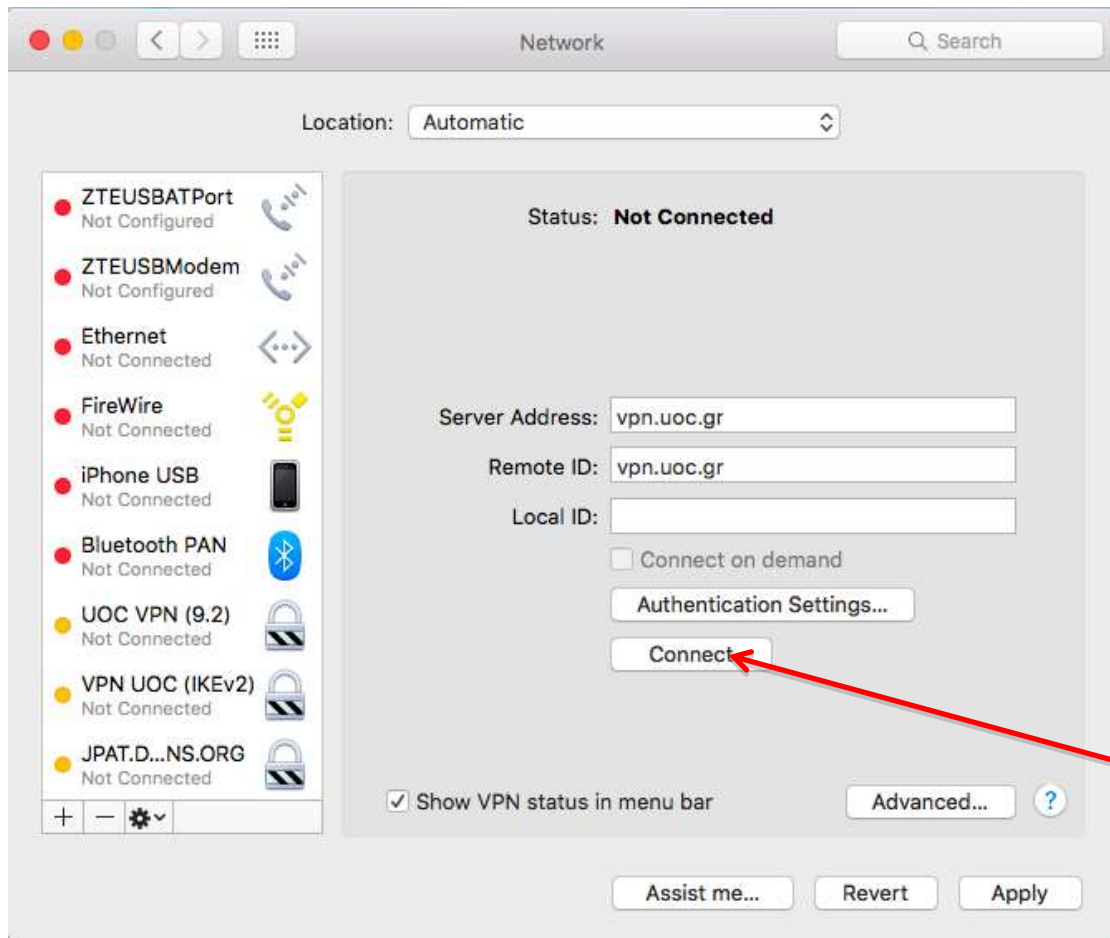 Network
Search
Location: Automatic
ZTEUSBATPort
Not Configured
ZTEUSBModem
Not Configured
Ethernet
Not Connected
FireWire
Not Connected
iPhone USB
Not Connected
Bluetooth PAN
Not Connected
UOC VPN (9.2)
Not Connected
VPN UOC (IKEv2)
Not Connected
JPAT.D...NS.ORG
Not Connected
Status: Not Connected
Server Address: vpn.uoc.gr
Remote ID: vpn.uoc.gr
Local ID:
Connect on demand
Authentication Settings...
Connect
Show VPN status in menu bar
Advanced... ?
Assist me... Revert Apply